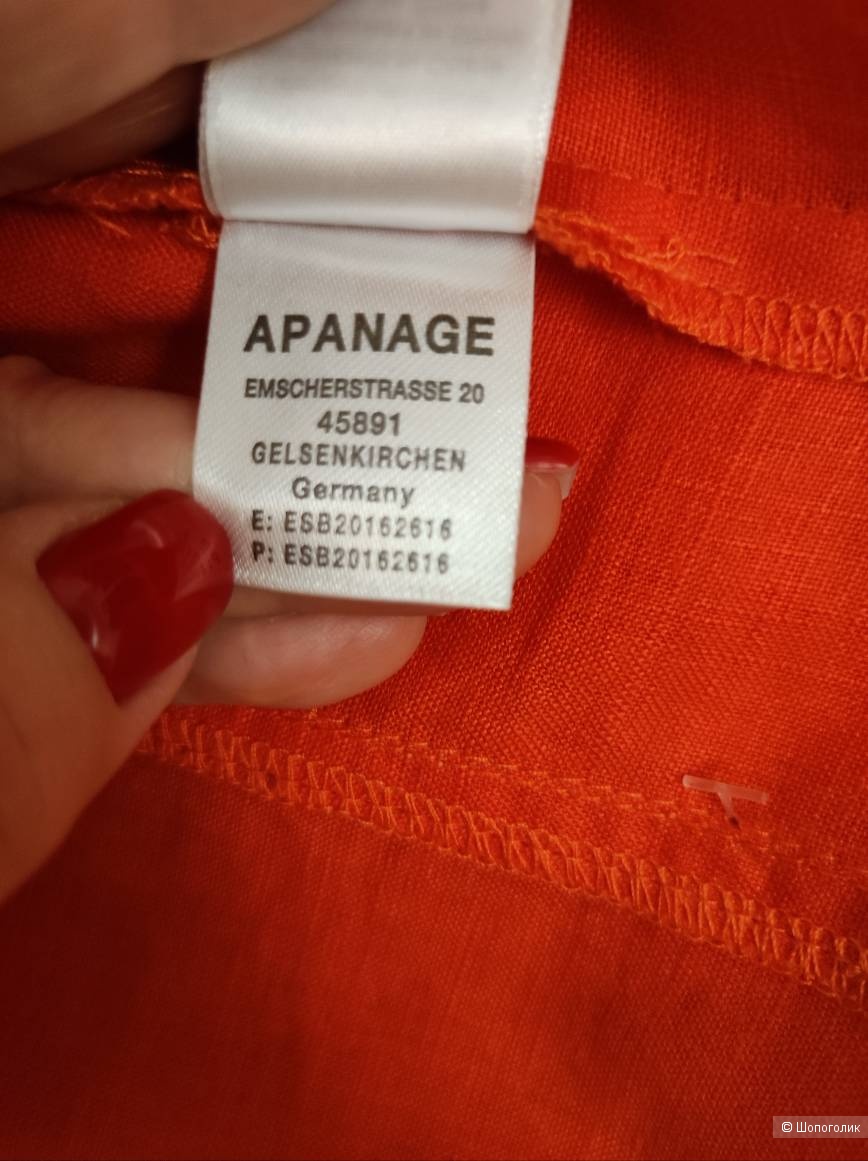 APANAGE
EMSCHERSTRASSE 20
45891
GELSENKIRCHEN
Germany
E: ESB20162616
P: ESB20162616
© Шопоголик